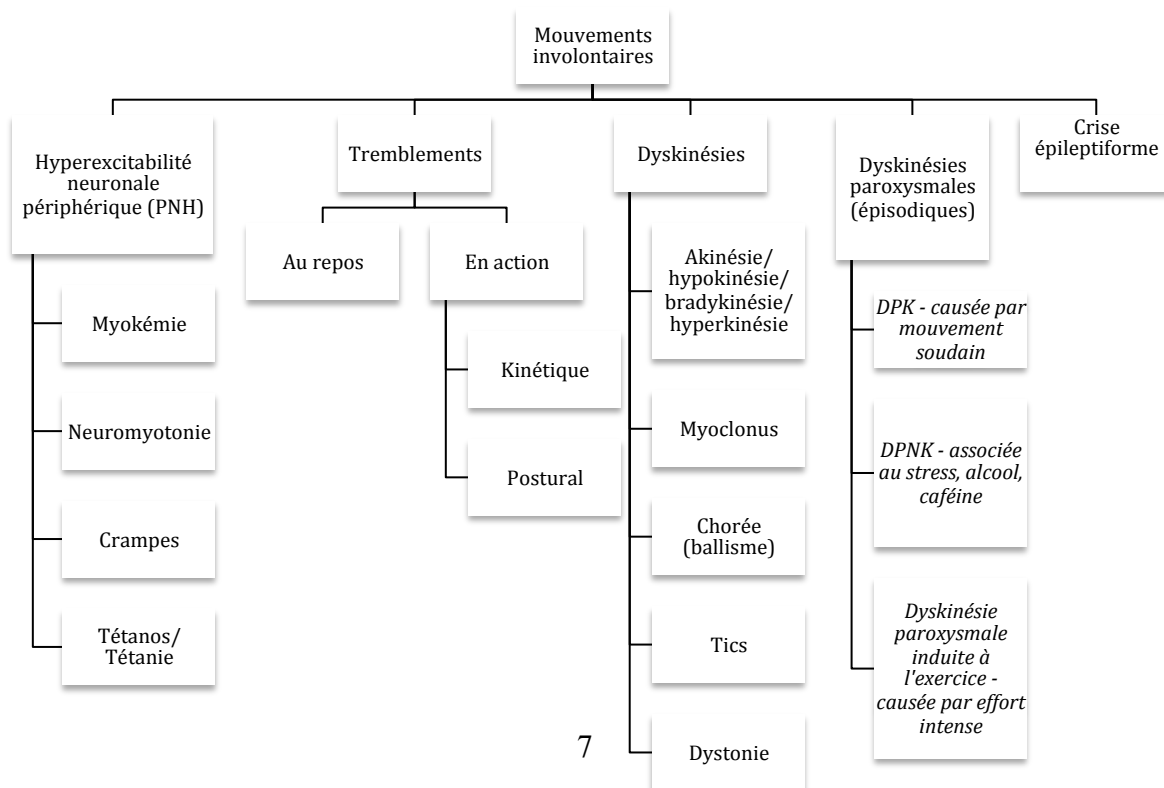 Mouvements
involontaires
Hyperexcitabilité
neuronale
périphérique (PNH)
Myokémie
Neuromyotonie
Crampes
Tétanos/
Tétanie
Tremblements
Au repos
En action
Kinétique
Postural
Dyskinésies
Akinésie/
hypokinésie/
bradykinésie/
hyperkinésie
Myoclonus
Chorée
(ballisme)
Tics
Dystonie
Dyskinésies
paroxysmales
(épisodiques)
DPK - causée par
mouvement
soudain
DPNK - associée
au stress, alcool,
caféine
Dyskinésie
paroxysmale
induite à
l'exercice -
causée par effort
intense
Crise
épileptiforme
7